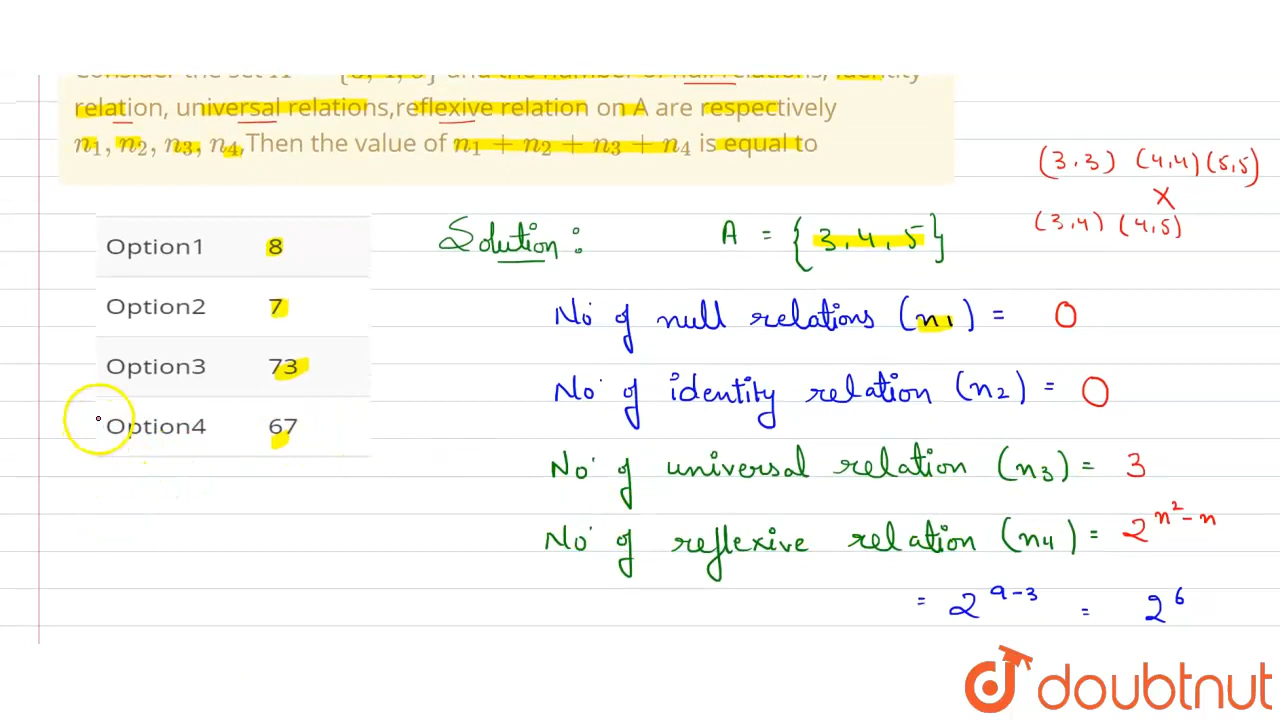 relation, universal relations,reflexive relation on A are respectively
n₁, n₂, n₃, n₄,Then the value of n₁ + n₂ + n₃ + n₄ is equal to
(3,3) (4,4) (5,5)
×
(3,4) (4,5)
Option1 8
Option2 7
Option3 73
Option4 67
Solution :
A = {3,4,5}
No of null relations (n1) = 0
No. of identity relation (n2) = 0
No. of universal relation (n3) = 3
No. of reflexive relation (n4) = 2^n²-n
= 2^9-3 = 2^6
doubtnut